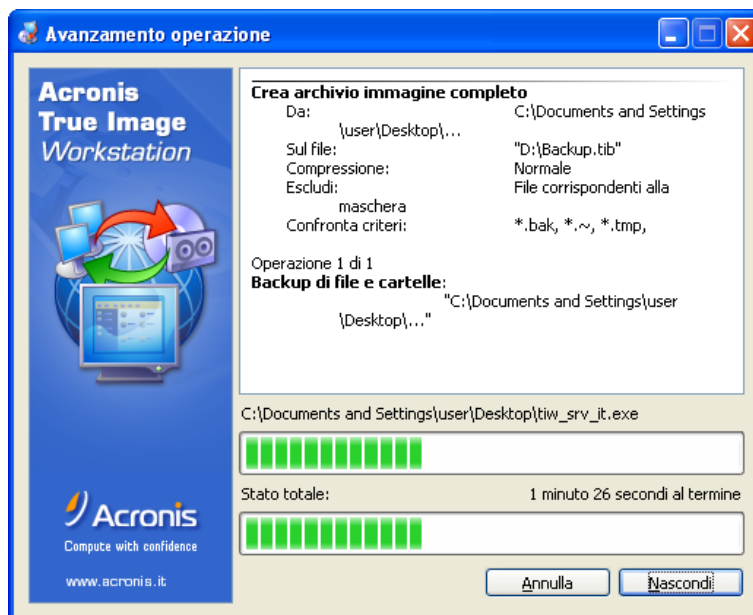 Avanzamento operazione
Acronis
True Image
Workstation
Crea archivio immagine completo
Da: C:\Documents and Settings
\user\Desktop\...
Sul file: "D:\Backup.tib"
Compressione: Normale
Escludi: File corrispondenti alla
maschera
Confronta criteri: *.bak, *.~, *.tmp,
Operazione 1 di 1
Backup di file e cartelle:
"C:\Documents and Settings\user
\Desktop\..."
C:\Documents and Settings\user\Desktop\tiw_srv_it.exe
Stato totale: 1 minuto 26 secondi al termine
Acronis
Compute with confidence
www.acronis.it
Annulla Nascondi